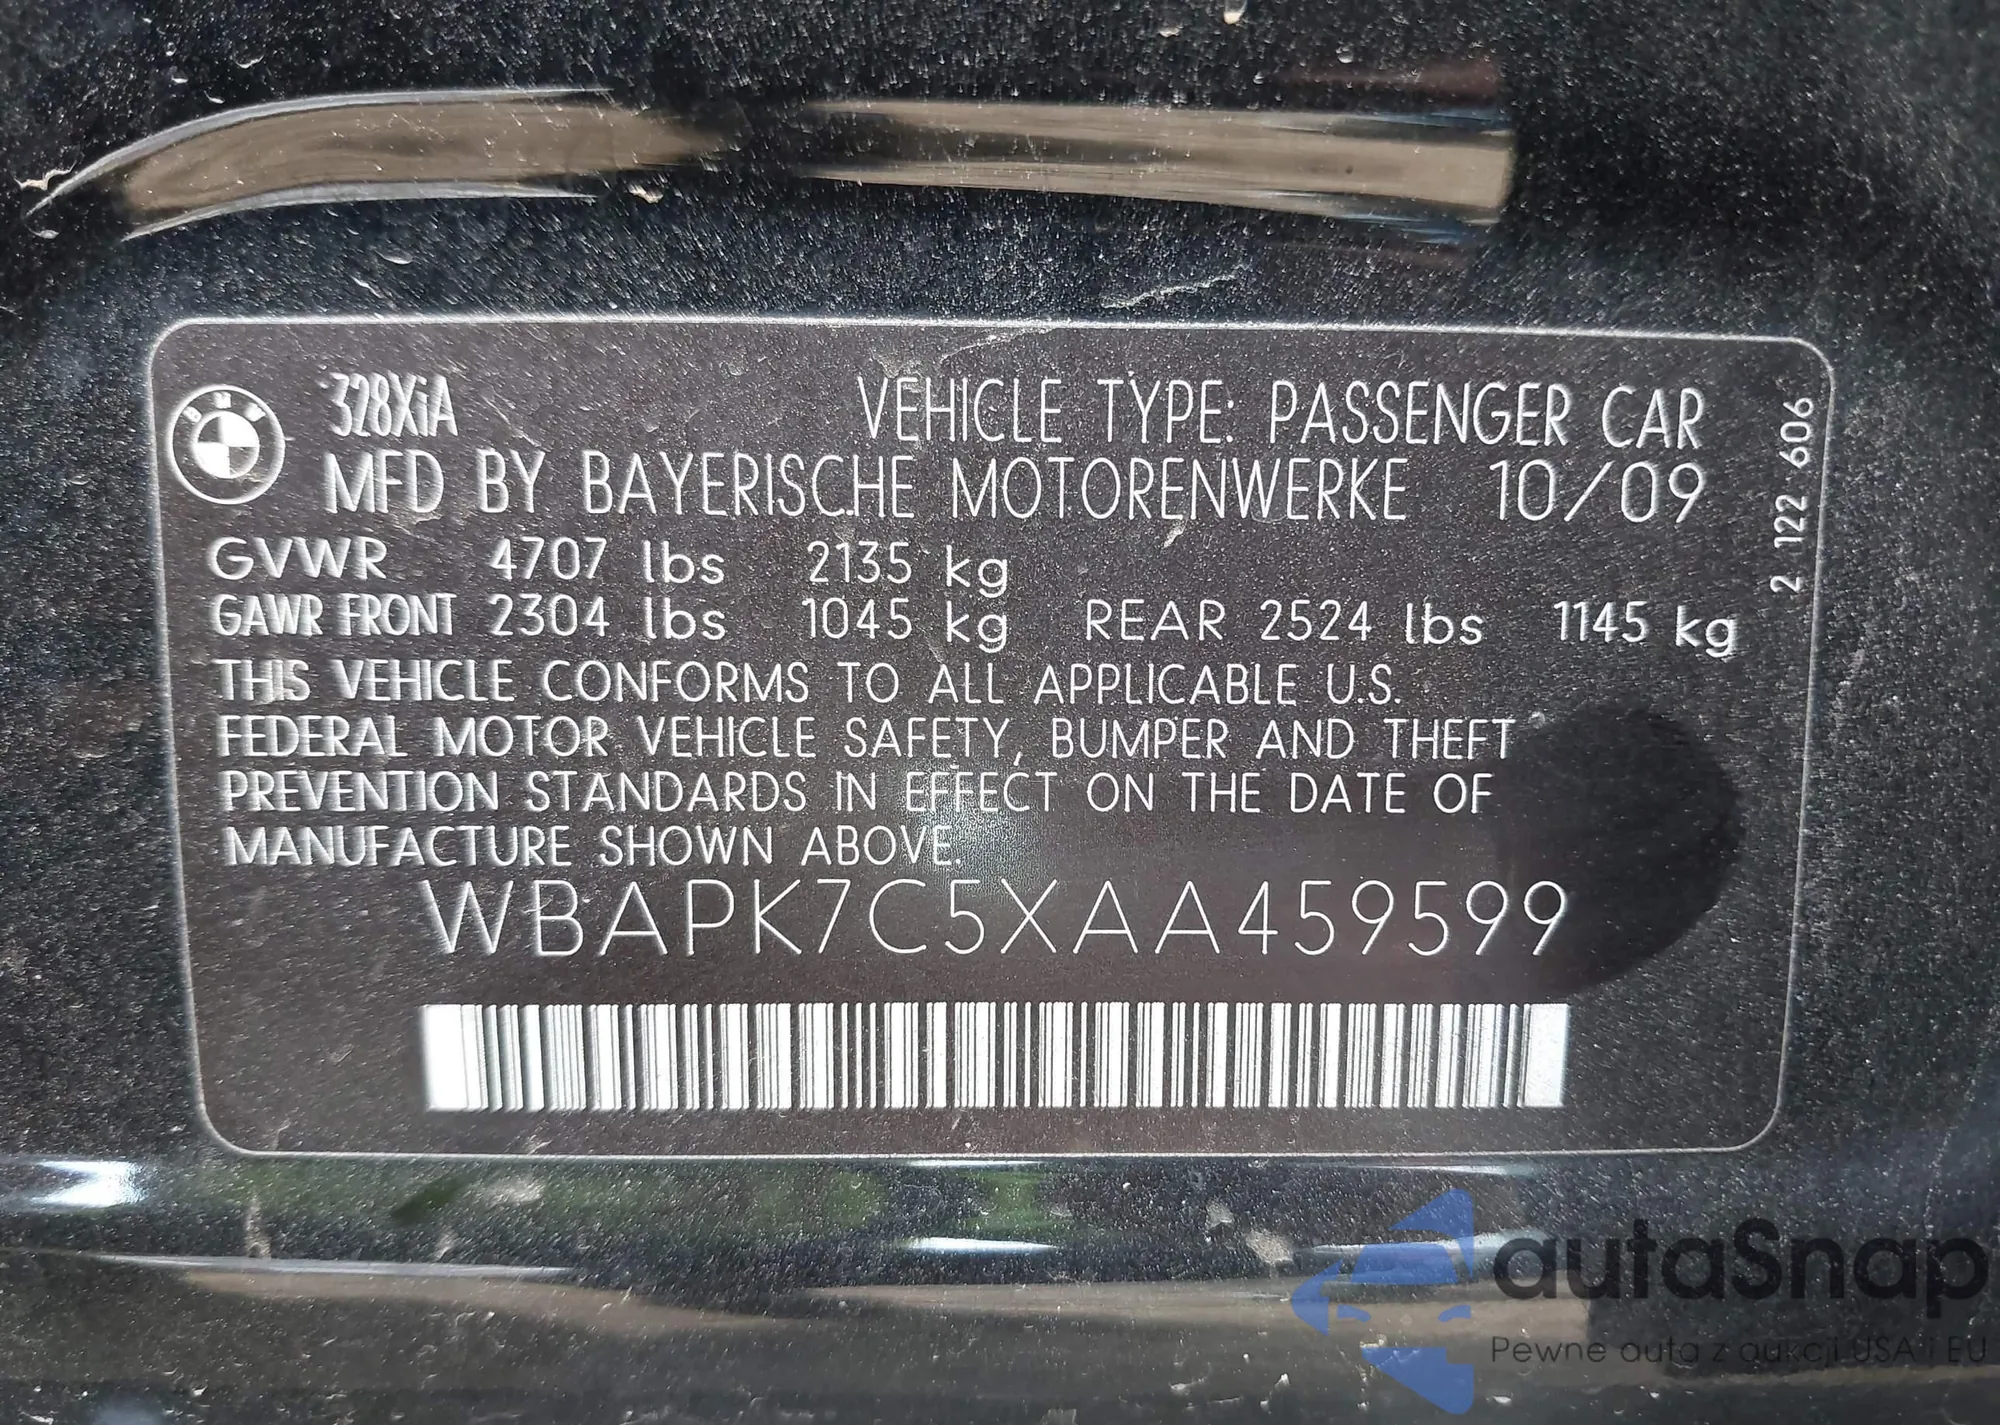 BMW
328XiA
VEHICLE TYPE: PASSENGER CAR
MFD BY BAYERISCHE MOTORENWERKE 10/09
GVWR 4707 lbs 2135 kg
GAWR FRONT 2304 lbs 1045 kg REAR 2524 lbs 1145 kg
THIS VEHICLE CONFORMS TO ALL APPLICABLE U.S.
FEDERAL MOTOR VEHICLE SAFETY, BUMPER AND THEFT
PREVENTION STANDARDS IN EFFECT ON THE DATE OF
MANUFACTURE SHOWN ABOVE.
WBAPK7C5XAA459599
2 122 606
autaSnap
Pewne auta z aukcji USA i EU